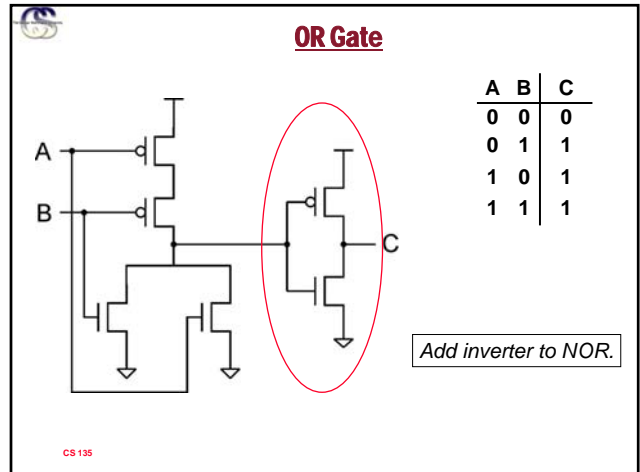 OR Gate
A B C
0 0 0
0 1 1
1 0 1
1 1 1
A
B
C
Add inverter to NOR.
CS 135